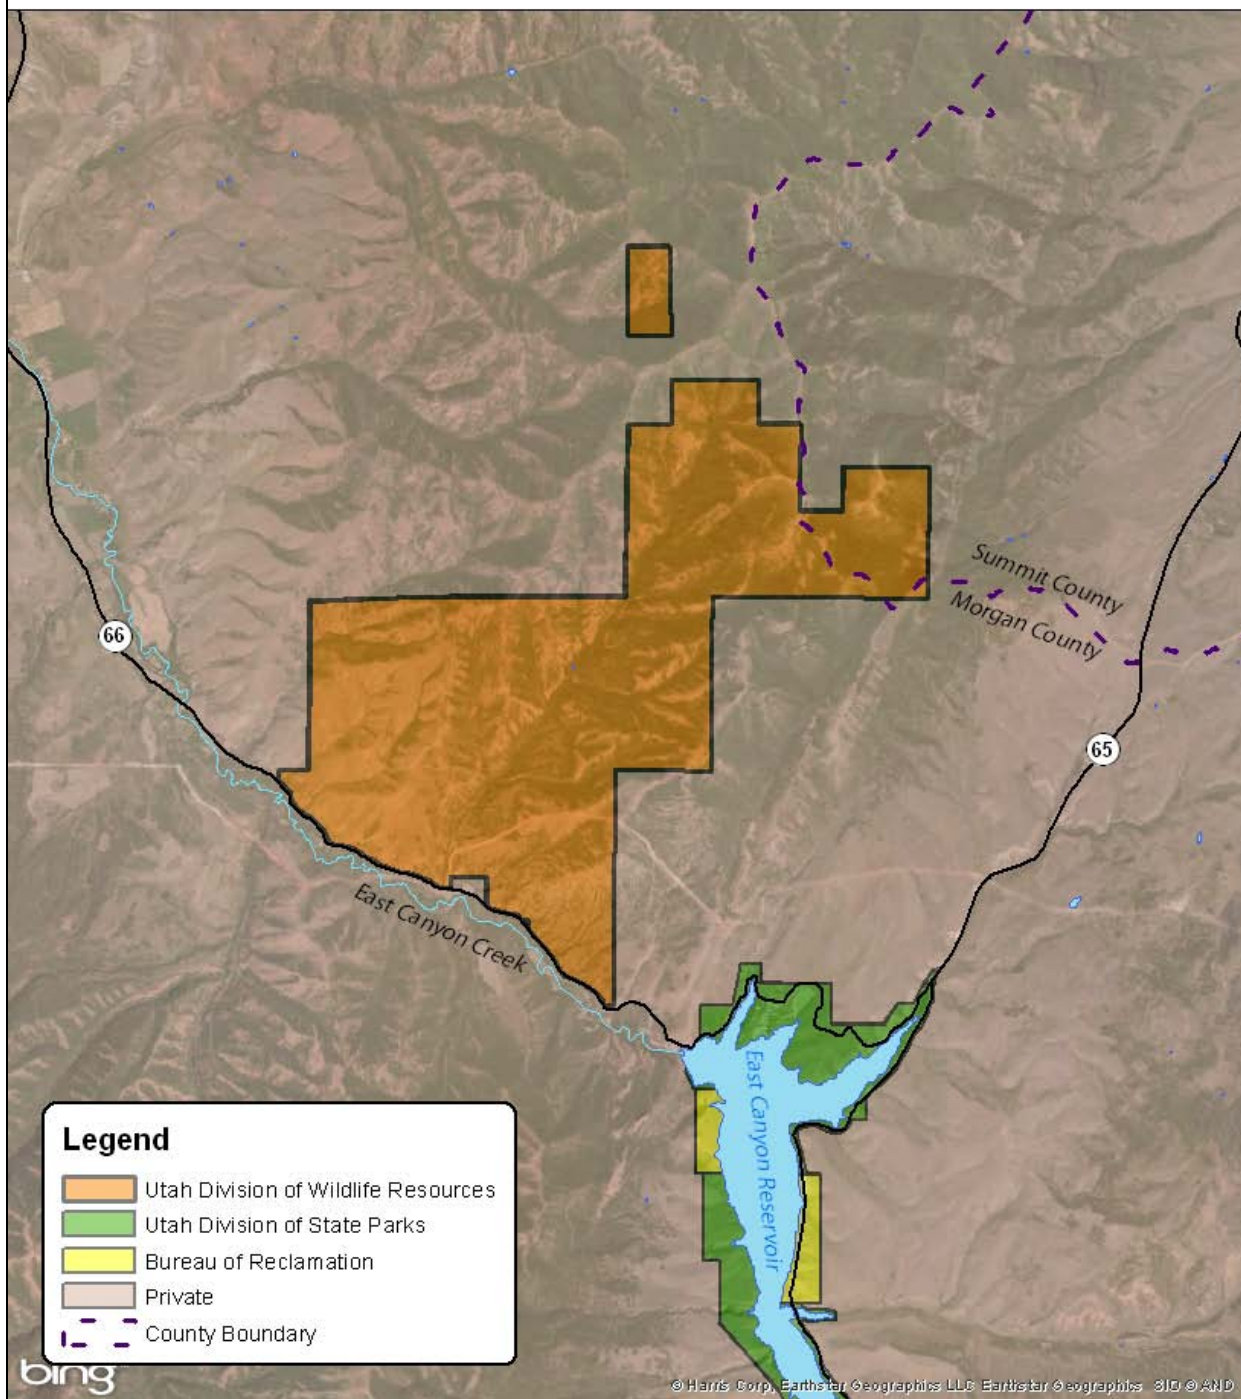 Summit County
Morgan County
66
65
East Canyon Creek
East Canyon Reservoir
Legend
Utah Division of Wildlife Resources
Utah Division of State Parks
Bureau of Reclamation
Private
County Boundary
bing
© Harris Corp, Earthstar Geographics LLC Earthstar Geographics SIO © AND